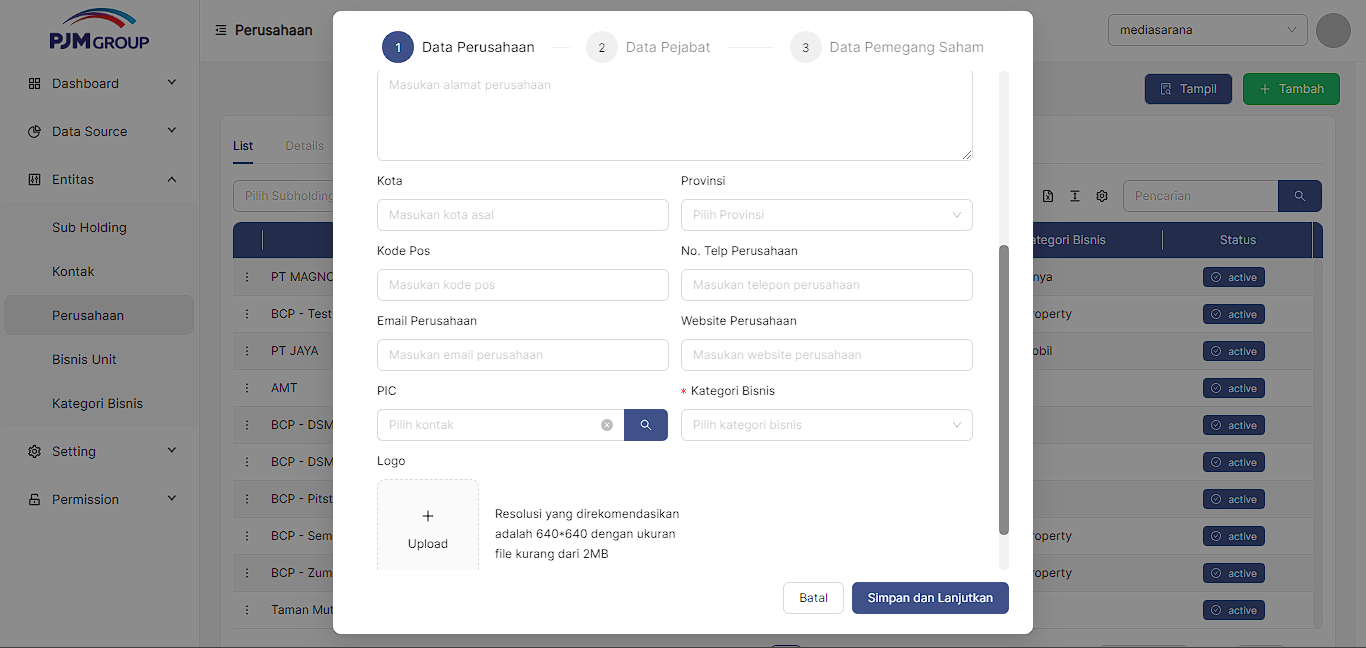 PJM GROUP
Perusahaan
mediasarana
Dashboard
Data Source
Entitas
Sub Holding
Kontak
Perusahaan
Bisnis Unit
Kategori Bisnis
Setting
Permission
Tampil
Tambah
List
Details
Pilih Subholding
Pencarian
ategori Bisnis
Status
PT MAGNO
nya
active
BCP - Test
operty
active
PT JAYA
obil
active
AMT
active
BCP - DSM
active
BCP - DSM
active
BCP - Pitst
active
BCP - Sem
operty
active
BCP - Zum
operty
active
Taman Mut
active
1 Data Perusahaan
2 Data Pejabat
3 Data Pemegang Saham
Masukan alamat perusahaan
Kota
Provinsi
Masukan kota asal
Pilih Provinsi
Kode Pos
No. Telp Perusahaan
Masukan kode pos
Masukan telepon perusahaan
Email Perusahaan
Website Perusahaan
Masukan email perusahaan
Masukan website perusahaan
PIC
* Kategori Bisnis
Pilih kontak
Pilih kategori bisnis
Logo
+
Upload
Resolusi yang direkomendasikan
adalah 640*640 dengan ukuran
file kurang dari 2MB
Batal
Simpan dan Lanjutkan